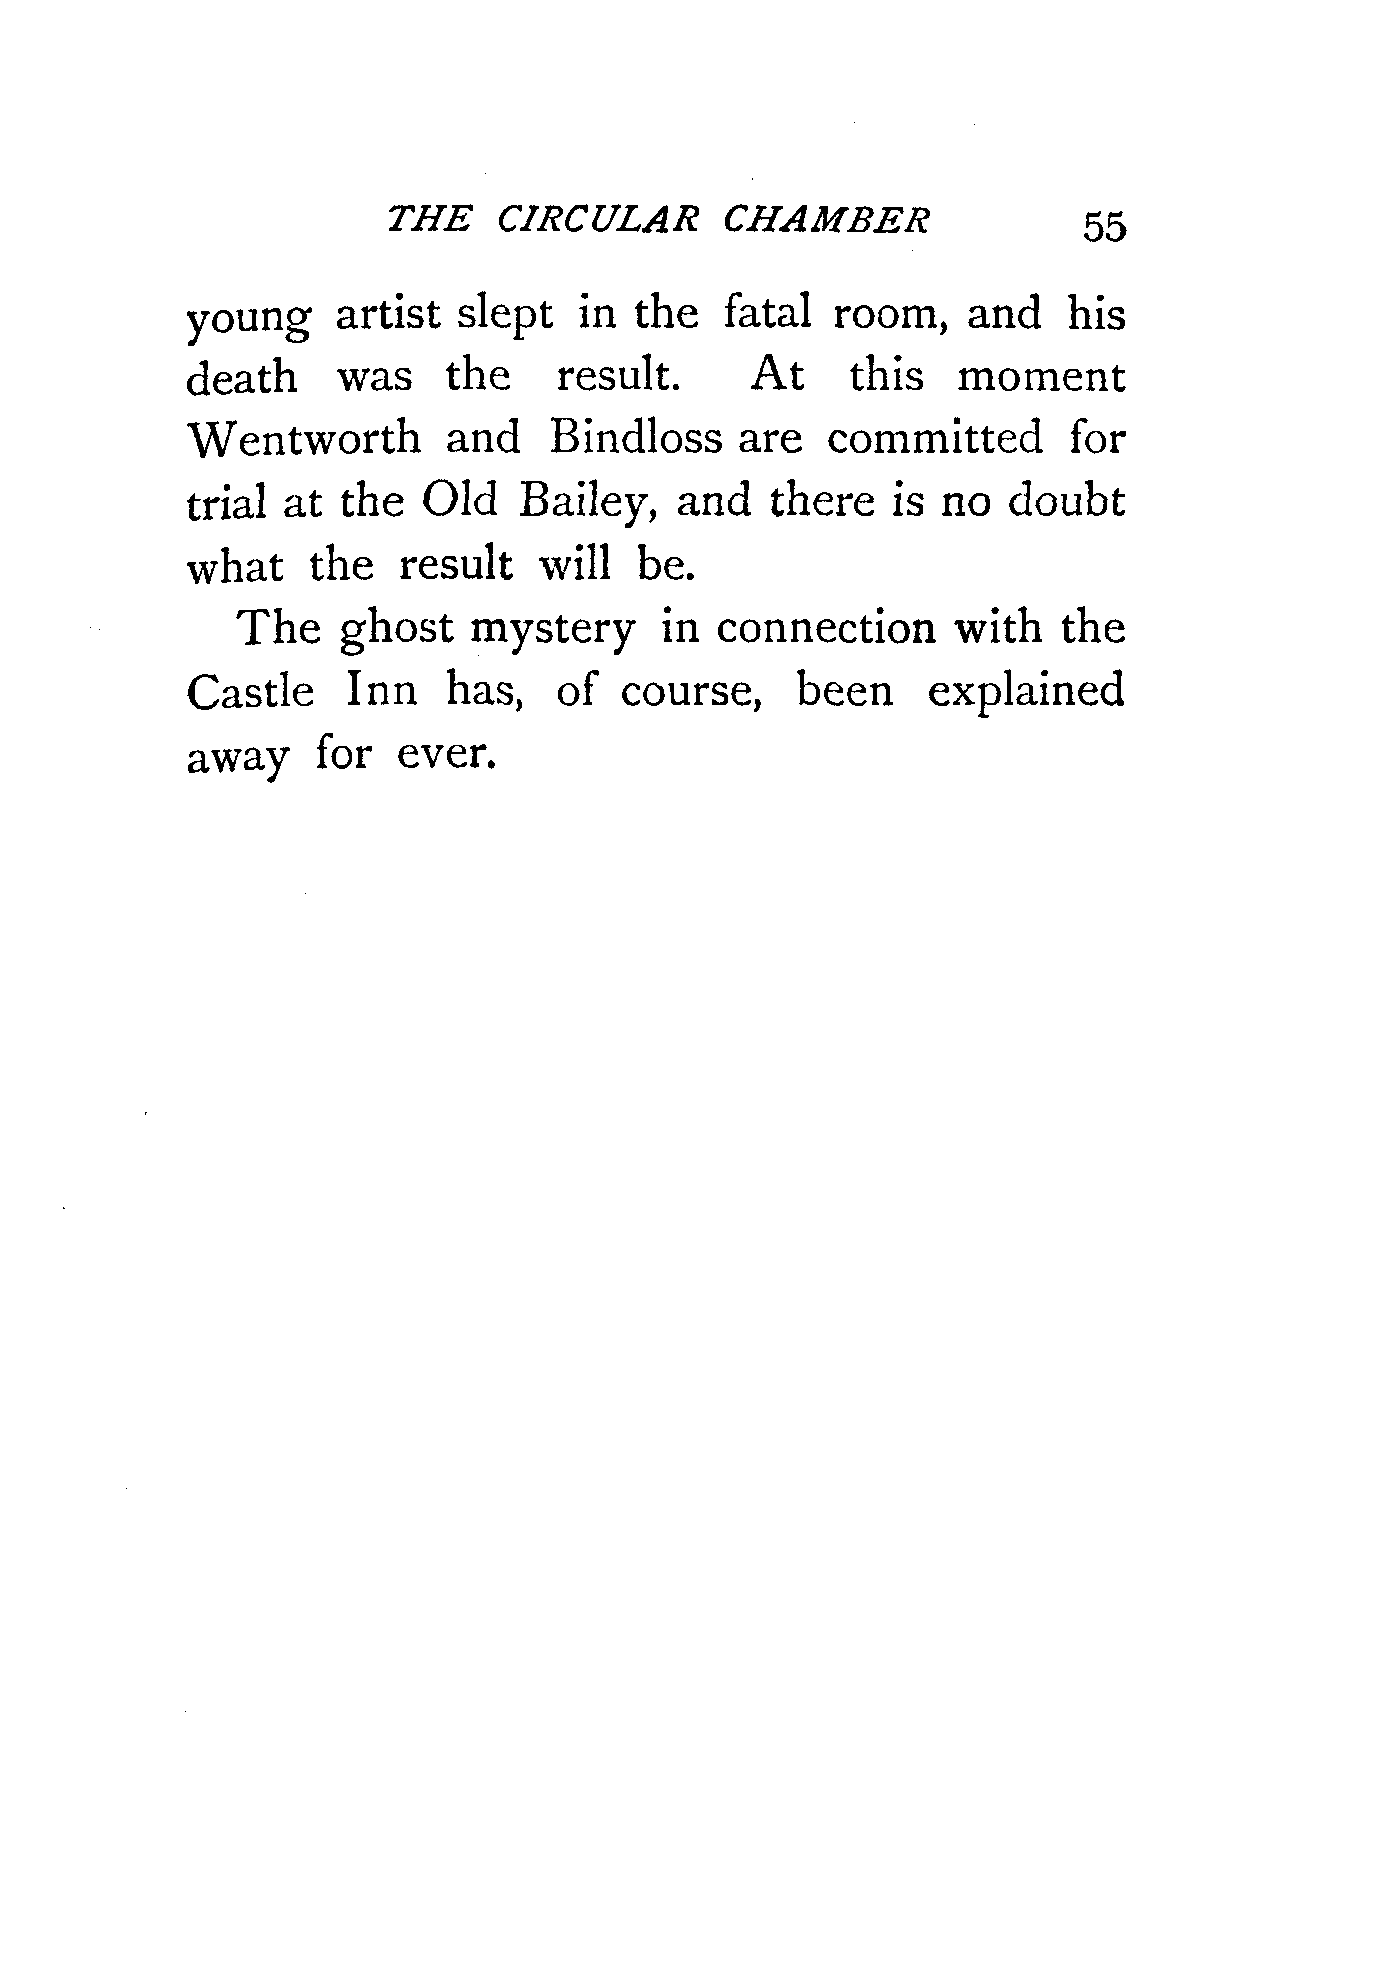 THE CIRCULAR CHAMBER 55
young artist slept in the fatal room, and his
death was the result. At this moment
Wentworth and Bindloss are committed for
trial at the Old Bailey, and there is no doubt
what the result will be.
The ghost mystery in connection with the
Castle Inn has, of course, been explained
away for ever.